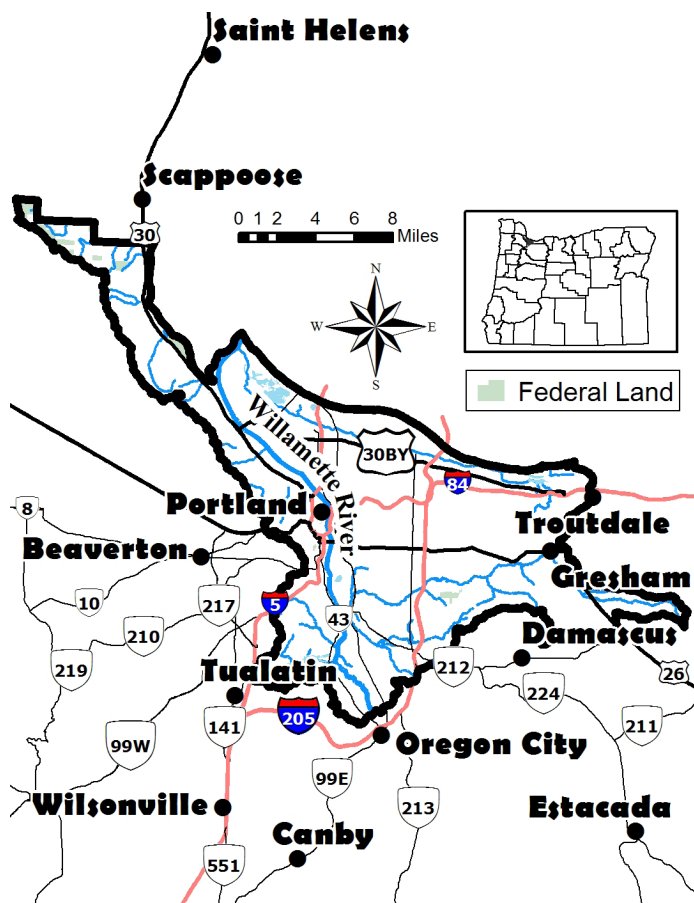 Saint Helens
Scappoose
30
0 1 2 4 6 8
Miles
N
W E
S
Federal Land
Willamette River
30BY
84
Portland
Troutdale
8
Beaverton
Gresham
10
217
5
43
210
Damascus
219
212
26
Tualatin
224
205
141
211
99W
Oregon City
99E
Wilsonville
213
Estacada
Canby
551